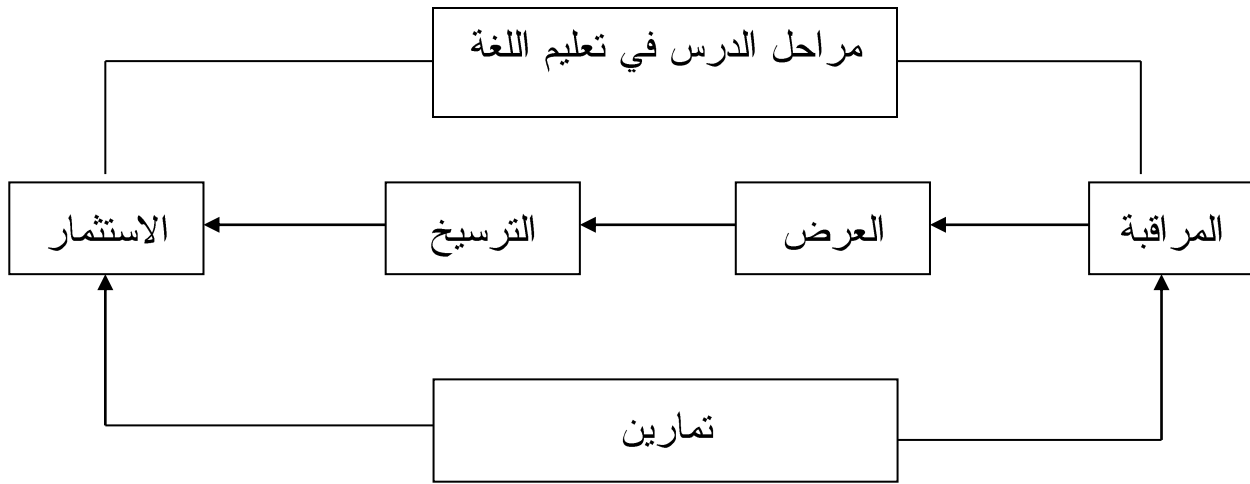 مراحل الدرس في تعليم اللغة
المراقبة
العرض
الترسيخ
الاستثمار
تمارين